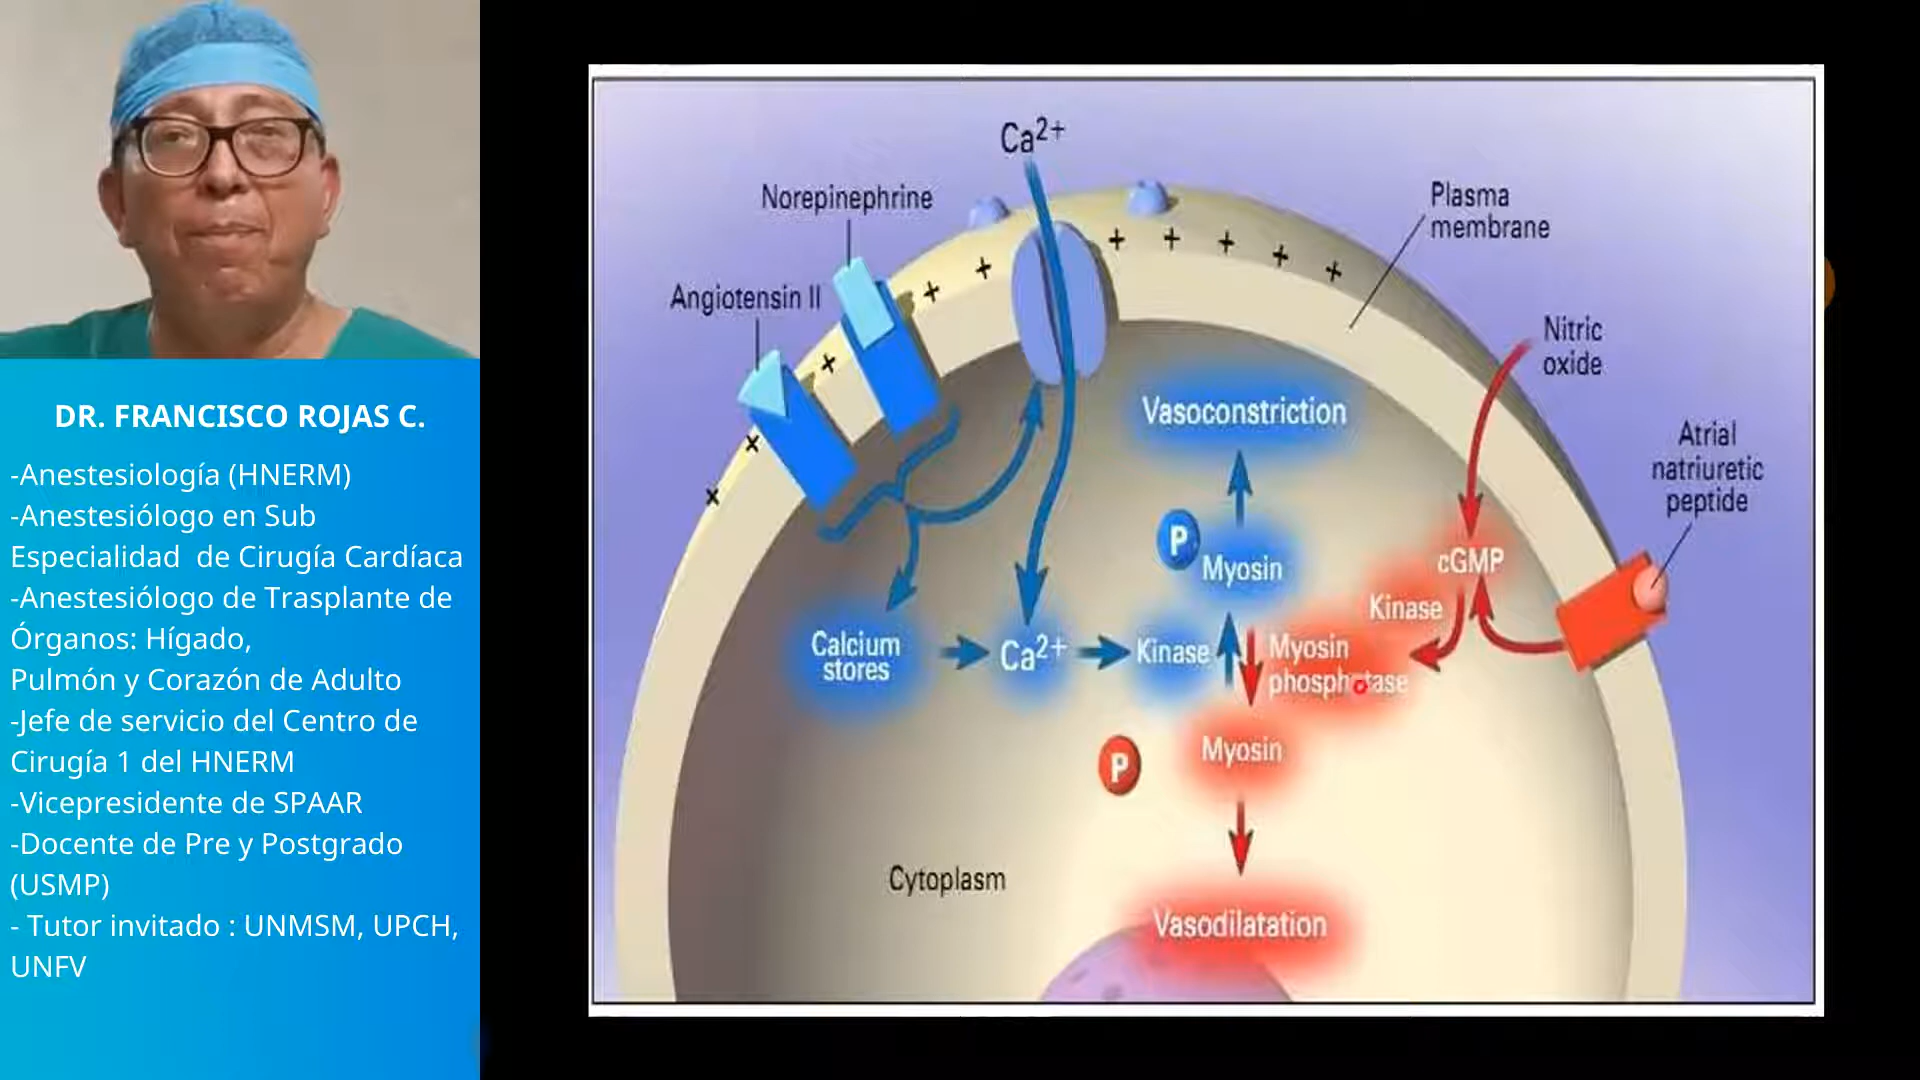 DR. FRANCISCO ROJAS C.
-Anestesiología (HNERM)
-Anestesiólogo en Sub
Especialidad  de Cirugía Cardíaca
-Anestesiólogo de Trasplante de
Órganos: Hígado,
Pulmón y Corazón de Adulto
-Jefe de servicio del Centro de
Cirugía 1 del HNERM
-Vicepresidente de SPAAR
-Docente de Pre y Postgrado
(USMP)
- Tutor invitado : UNMSM, UPCH,
UNFV
Ca2+
Norepinephrine
Angiotensin II
Plasma
membrane
Nitric
oxide
Atrial
natriuretic
peptide
+ + + + + + + + + +
Vasoconstriction
P
Myosin
cGMP
Kinase
Calcium
stores
Ca2+
Kinase
Myosin
phosphatase
P
Myosin
Cytoplasm
Vasodilatation